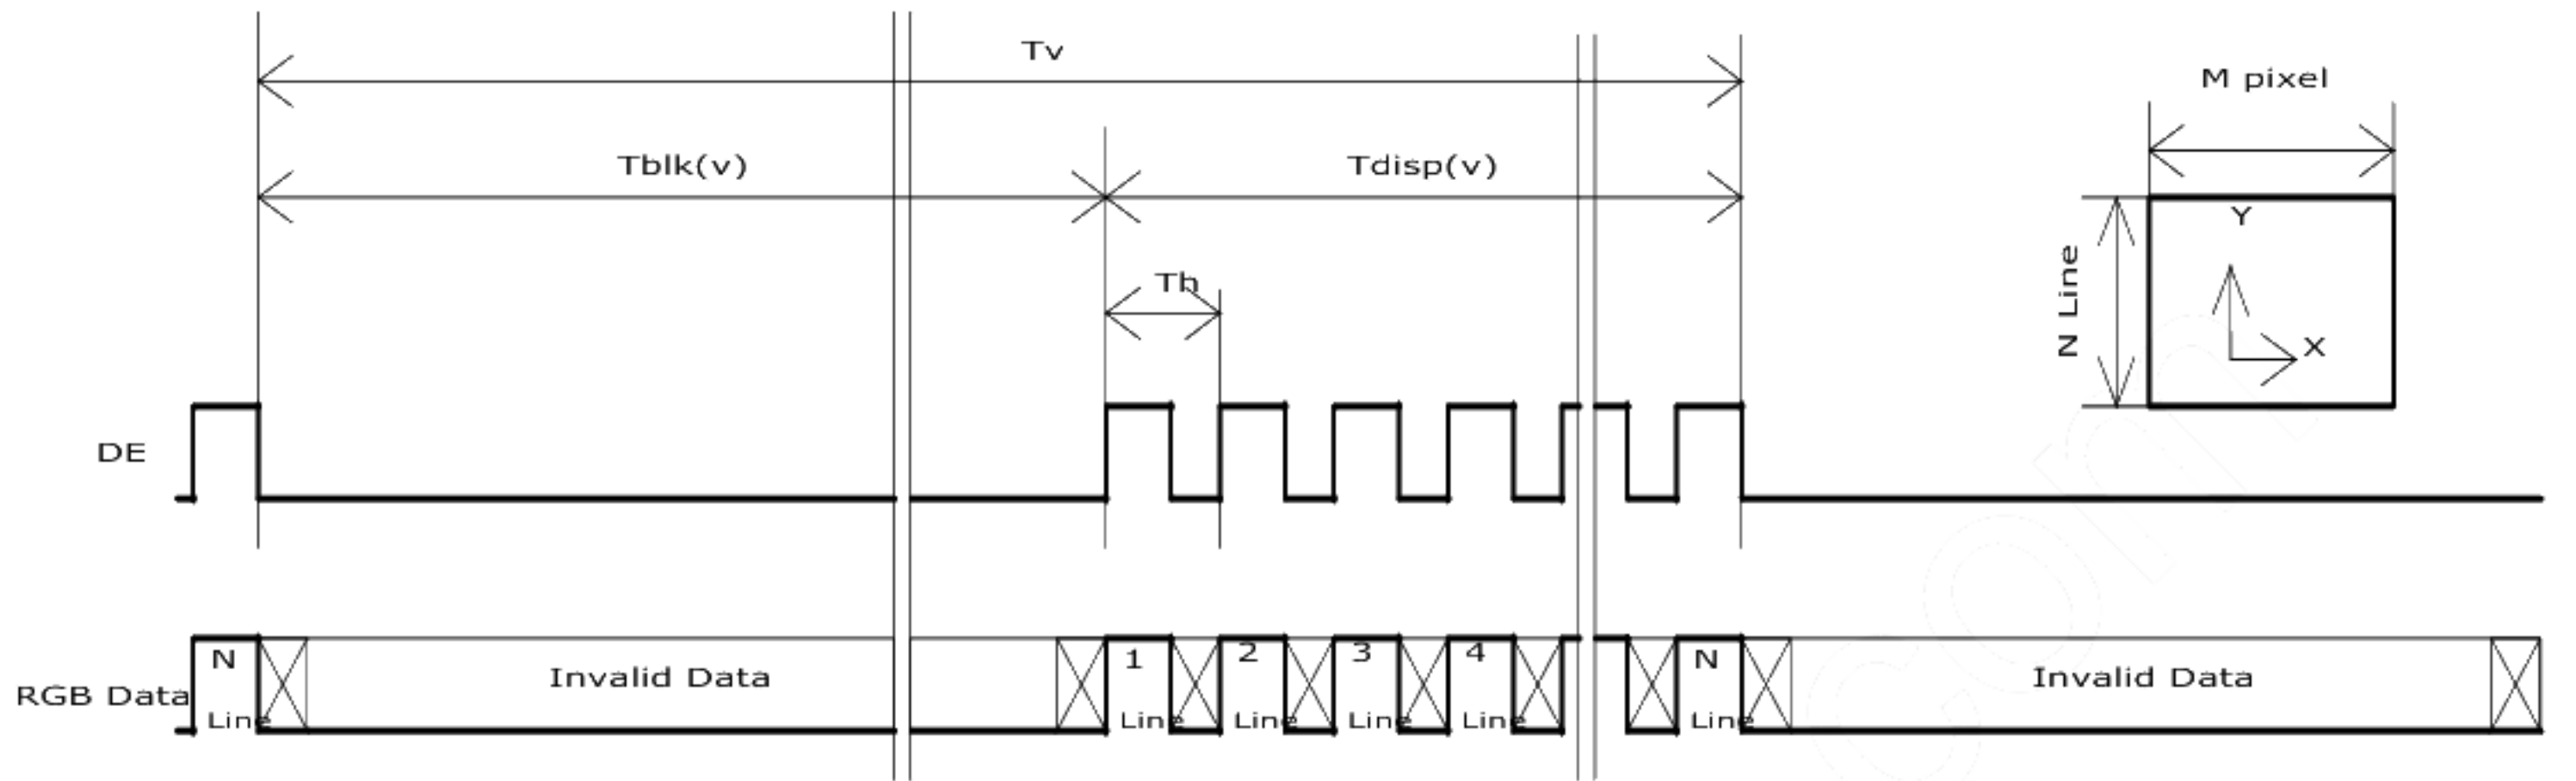 Tv
M pixel
Tblk(v)
Tdisp(v)
Th
Y
N Line
X
DE
RGB Data
N
Line
Invalid Data
1
Line
2
Line
3
Line
4
Line
N
Line
Invalid Data